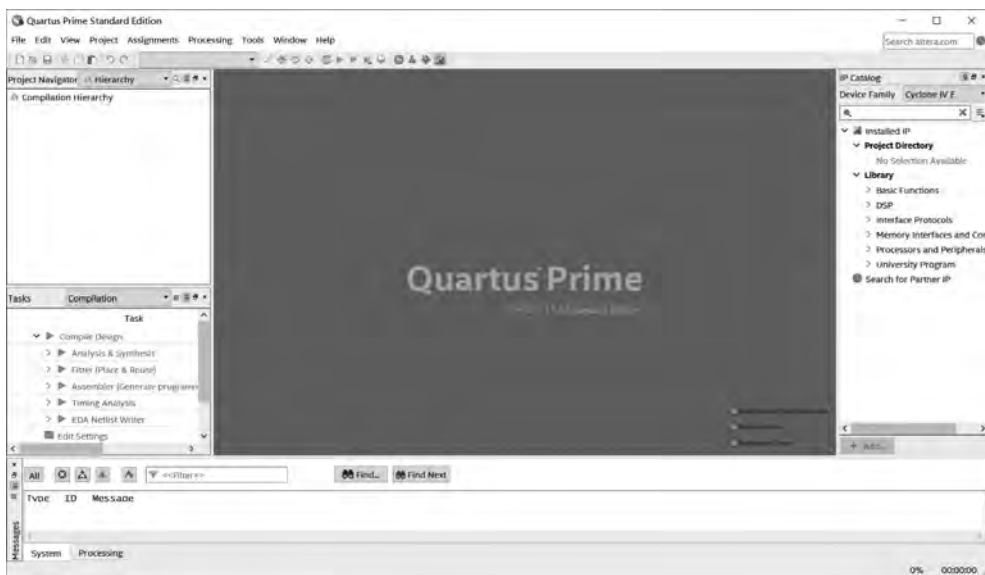 Quartus Prime Standard Edition
File Edit View Project Assignments Processing Tools Window Help
Search altera.com
Project Navigator Hierarchy
Compilation Hierarchy
Tasks Compilation
Task
Compile Design
Analysis & Synthesis
Fitter (Place & Route)
Assembler (Generate programm
Timing Analysis
EDA Netlist Writer
Edit Settings
Quartus Prime
IP Catalog
Device Family Cyclone IV E
Installed IP
Project Directory
No Selection Available
Library
Basic Functions
DSP
Interface Protocols
Memory Interfaces and Con
Processors and Peripherals
University Program
Search for Partner IP
+ Add...
All <<Filter>> Find... Find Next
Type ID Message
Messages
System Processing
0% 00:00:00